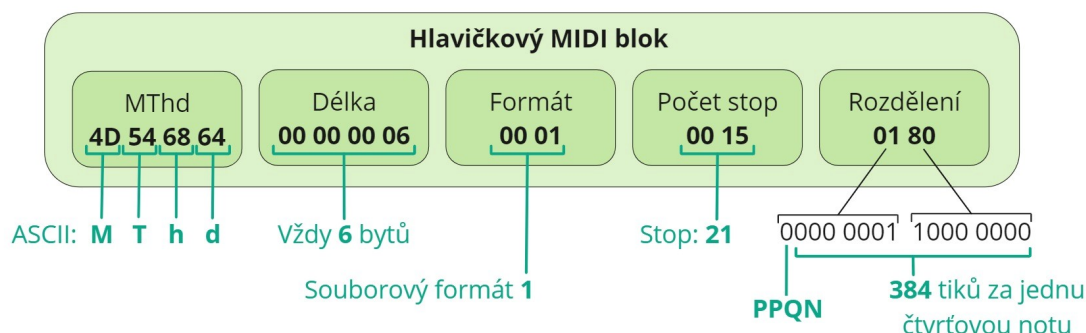 Hlavičkový MIDI blok
MThd
4D 54 68 64
Délka
00 00 00 06
Formát
00 01
Počet stop
00 15
Rozdělení
01 80
ASCII: M T h d
Vždy 6 bytů
Souborový formát 1
Stop: 21
0000 0001 1000 0000
PPQN
384 tiků za jednu
čtvrťovou notu